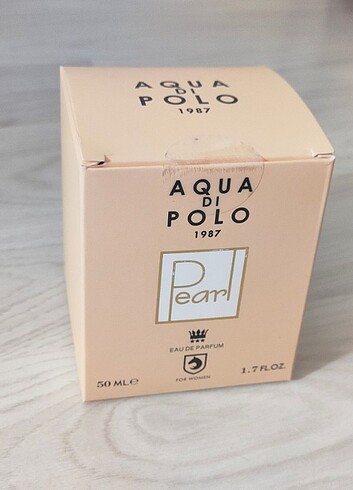 AQUA
DI
POLO
1987
AQUA
DI
POLO
1987
Pearl
EAU DE PARFUM
FOR WOMEN
50 ML℮
1.7 FL.OZ.